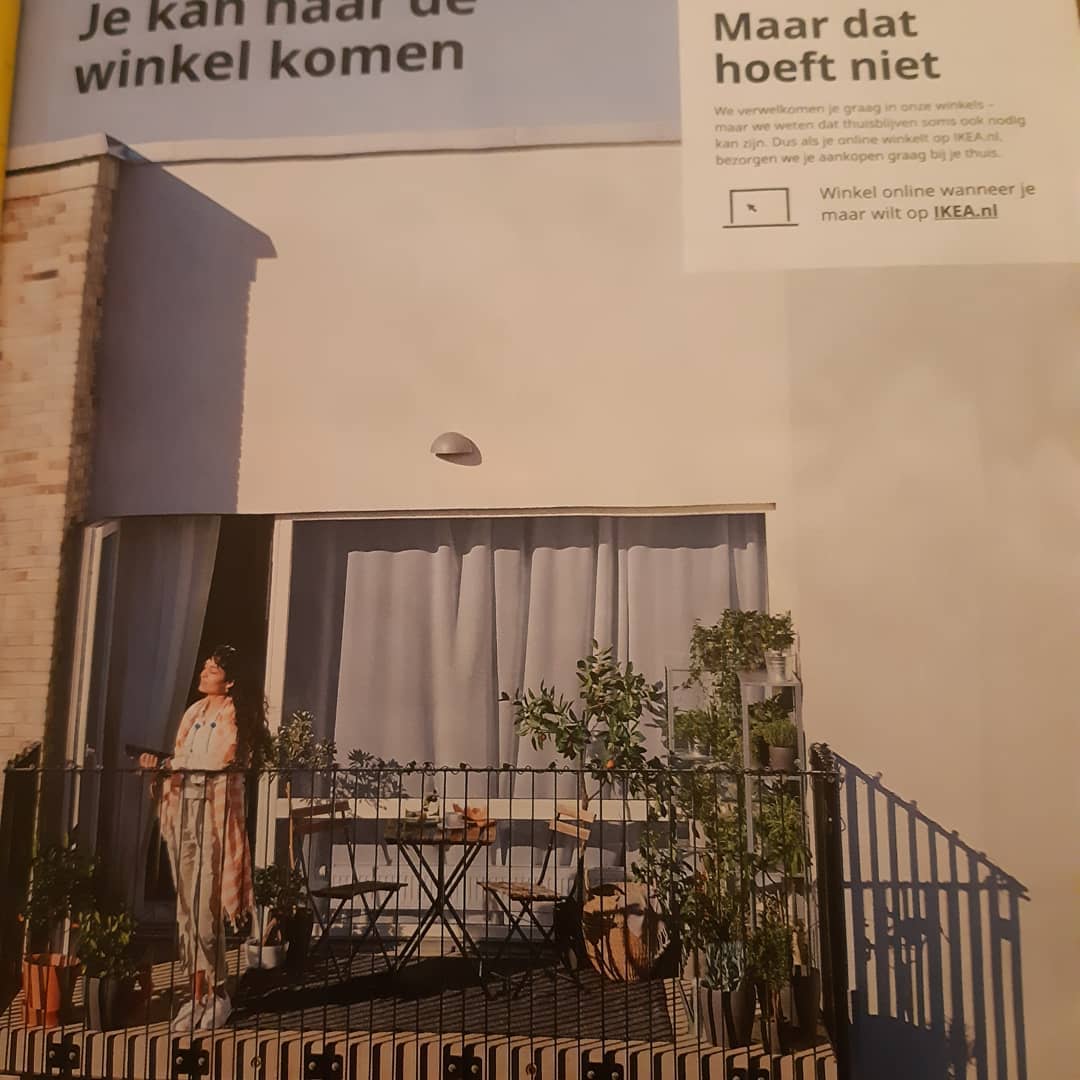 Je kan naar de
winkel komen
Maar dat
hoeft niet
We verwelkomen je graag in onze winkels –
maar we weten dat thuisblijven soms ook nodig
kan zijn. Dus als je online winkelt op IKEA.nl,
bezorgen we je aankopen graag bij je thuis.
Winkel online wanneer je
maar wilt op IKEA.nl